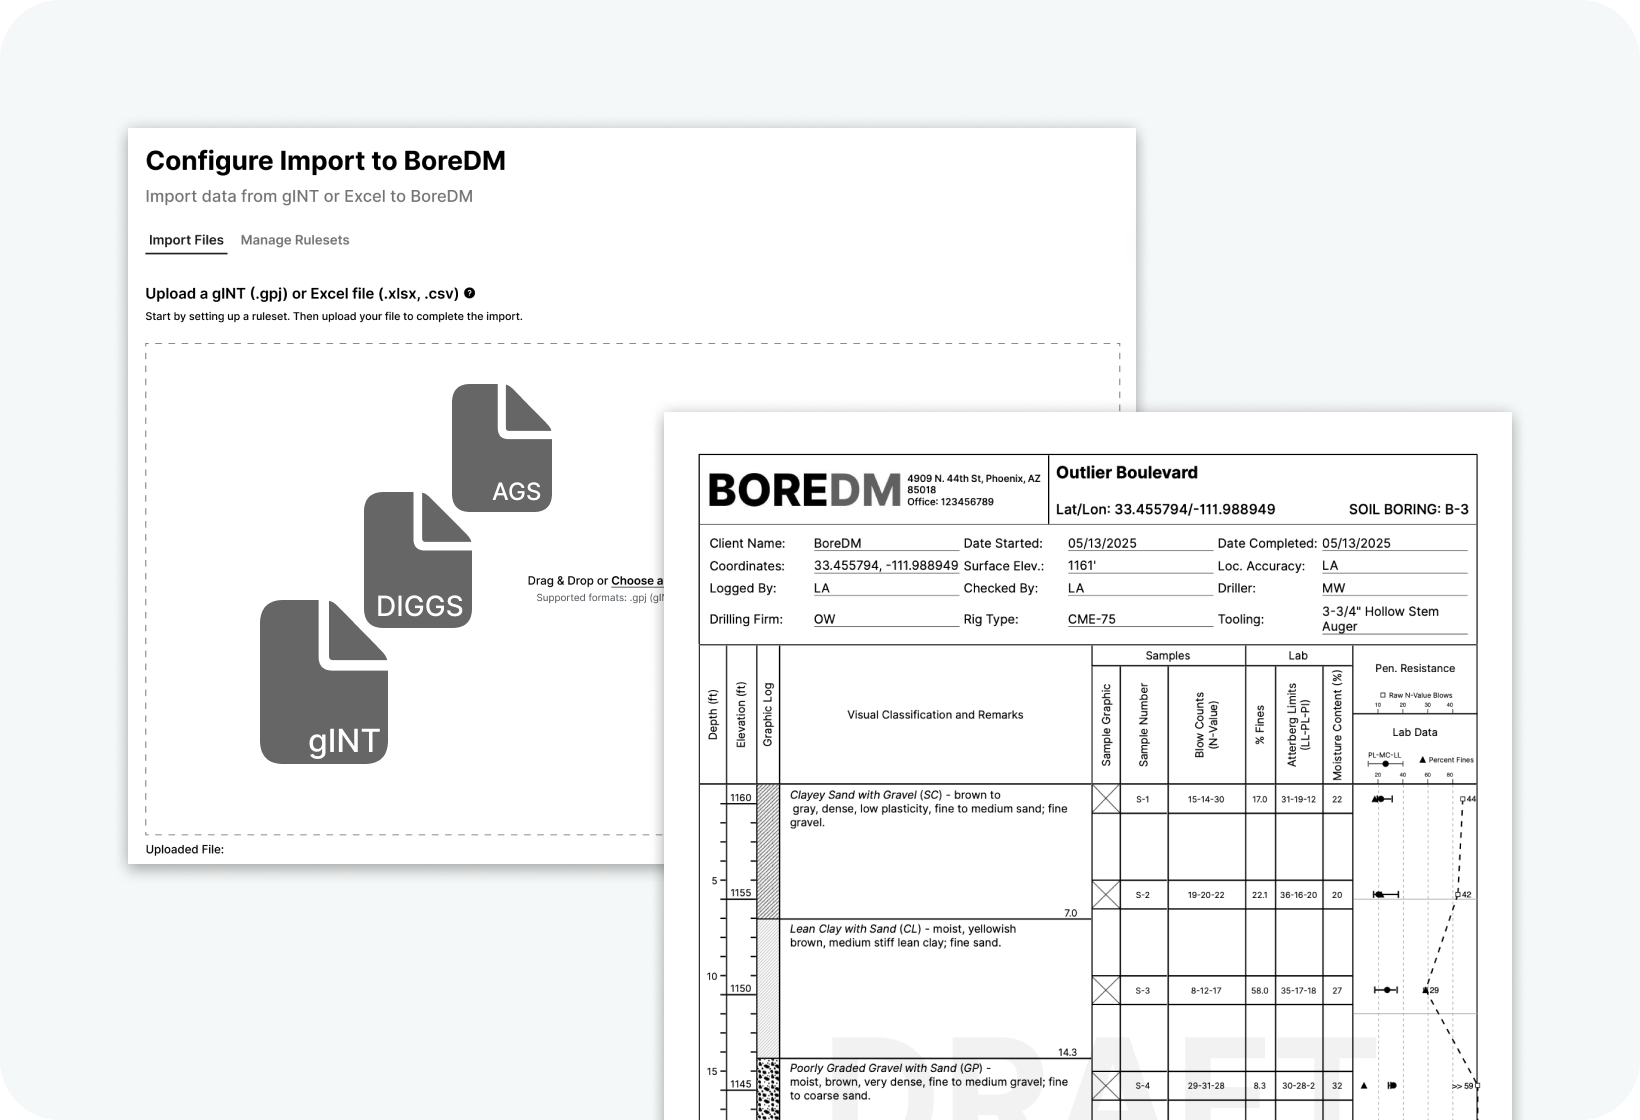 Configure Import to BoreDM
Import data from gINT or Excel to BoreDM
Import Files
Manage Rulesets
Upload a gINT (.gpj) or Excel file (.xlsx, .csv)
Start by setting up a ruleset. Then upload your file to complete the import.
AGS
DIGGS
gINT
Drag & Drop or Choose a
Supported formats: .gpj
Uploaded File:
BOREDM
4909 N. 44th St, Phoenix, AZ
85018
Office: 123456789
Outlier Boulevard
Lat/Lon: 33.455794/-111.988949
SOIL BORING: B-3
Client Name: BoreDM Date Started: 05/13/2025 Date Completed: 05/13/2025
Coordinates: 33.455794, -111.988949 Surface Elev.: 1161' Loc. Accuracy: LA
Logged By: LA Checked By: LA Driller: MW
Drilling Firm: OW Rig Type: CME-75 Tooling: 3-3/4" Hollow Stem
Auger
Depth (ft)
Elevation (ft)
Graphic Log
Visual Classification and Remarks
Samples
Sample Graphic
Sample Number
Blow Counts
(N-Value)
Lab
% Fines
Atterberg Limits
(LL-PL-PI)
Moisture Content (%)
Pen. Resistance
Raw N-Value Blows
10 20 30 40
Lab Data
PL-MC-LL
Percent Fines
20 40 60 80
1160
Clayey Sand with Gravel (SC) - brown to
gray, dense, low plasticity, fine to medium sand; fine
gravel.
S-1 15-14-30 17.0 31-19-12 22
44
5
1155
S-2 19-20-22 22.1 36-16-20 20
42
7.0
Lean Clay with Sand (CL) - moist, yellowish
brown, medium stiff lean clay; fine sand.
10
1150
S-3 8-12-17 58.0 35-17-18 27
29
14.3
DRAFT
Poorly Graded Gravel with Sand (GP) -
moist, brown, very dense, fine to medium gravel; fine
to coarse sand.
15
1145
S-4 29-31-28 8.3 30-28-2 32
>> 59